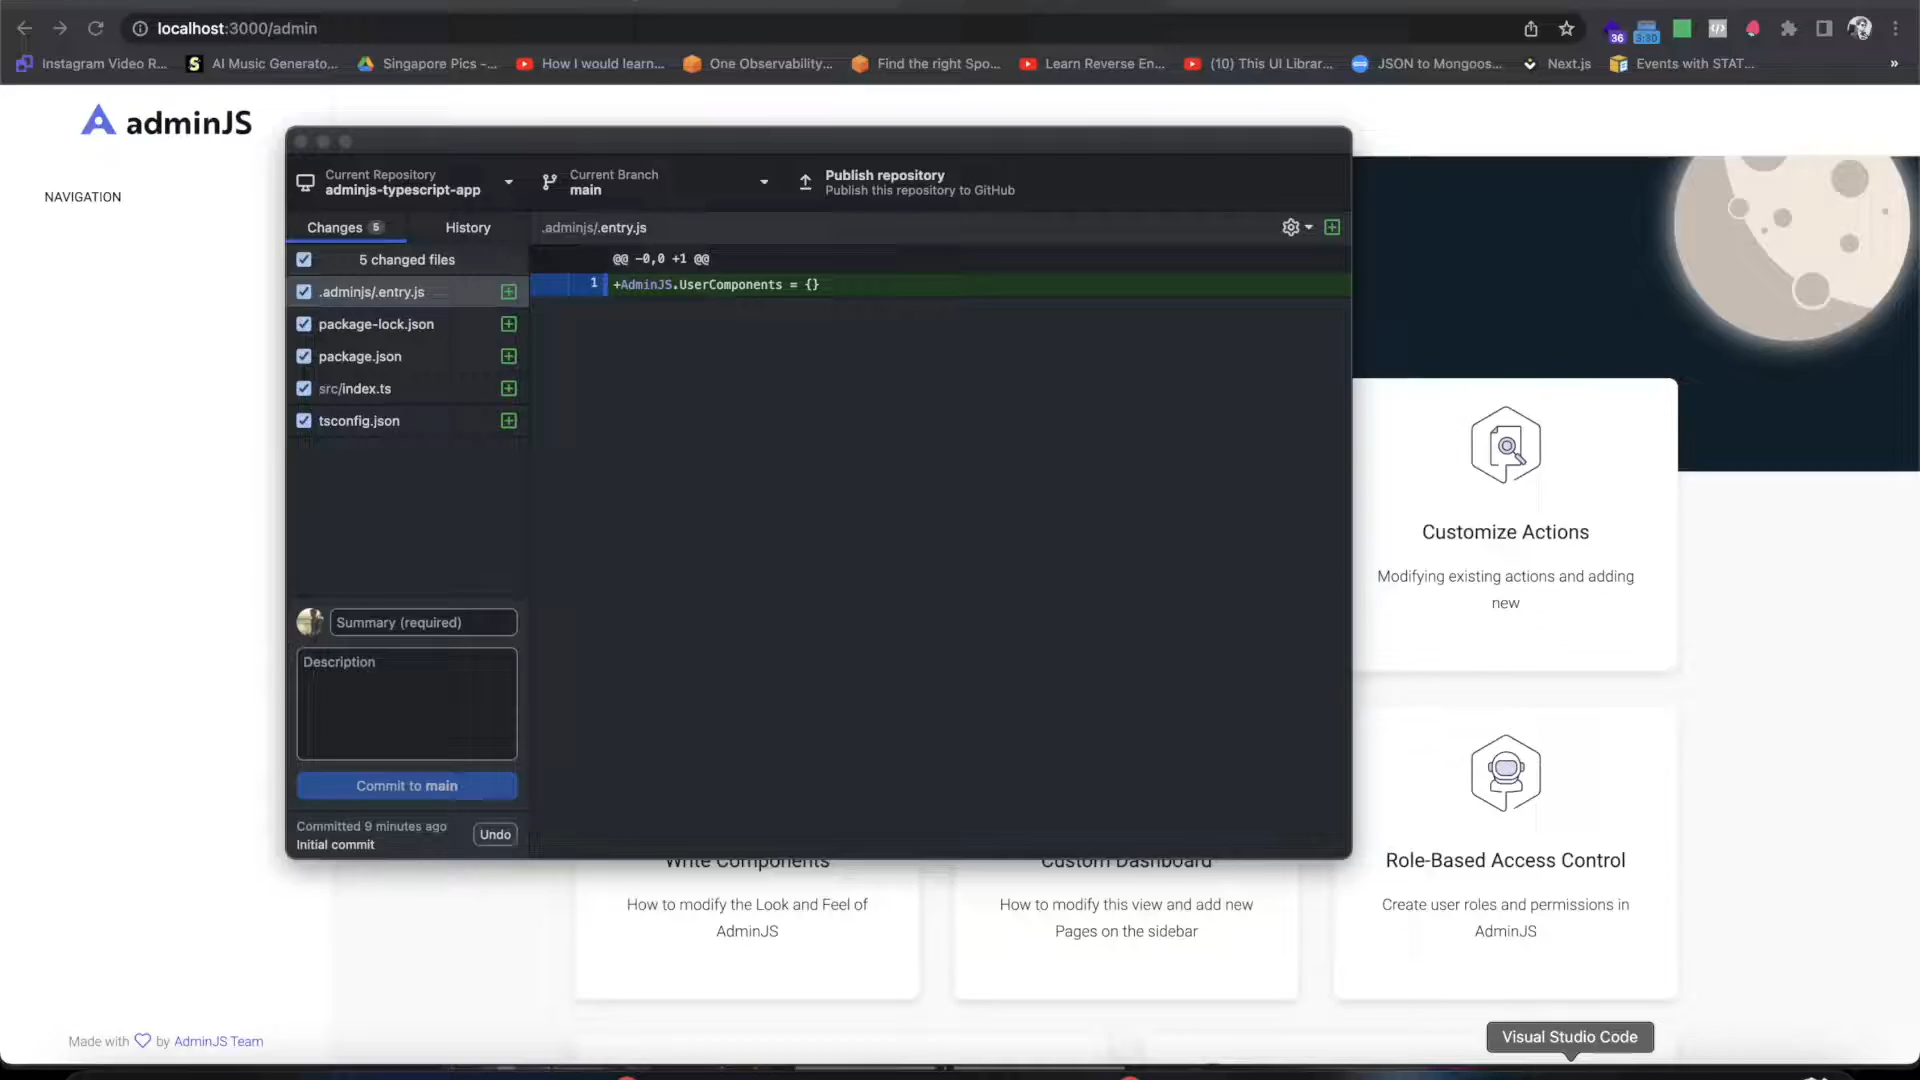 localhost:3000/admin
36
3:30
Instagram Video R...
AI Music Generato...
Singapore Pics –...
How I would learn...
One Observability...
Find the right Spo...
Learn Reverse En...
(10) This UI Librar...
JSON to Mongoos...
Next.js
Events with STAT...
»
adminJS
NAVIGATION
Current Repository
adminjs-typescript-app
Current Branch
main
Publish repository
Publish this repository to GitHub
Changes 5
History
.adminjs/.entry.js
5 changed files
@@ -0,0 +1 @@
1 +AdminJS.UserComponents = {}
.adminjs/.entry.js
package-lock.json
package.json
src/index.ts
tsconfig.json
Summary (required)
Description
Commit to main
Committed 9 minutes ago
Initial commit
Undo
Customize Actions
Modifying existing actions and adding
new
Write Components
How to modify the Look and Feel of
AdminJS
Custom Dashboard
How to modify this view and add new
Pages on the sidebar
Role-Based Access Control
Create user roles and permissions in
AdminJS
Made with by AdminJS Team
Visual Studio Code